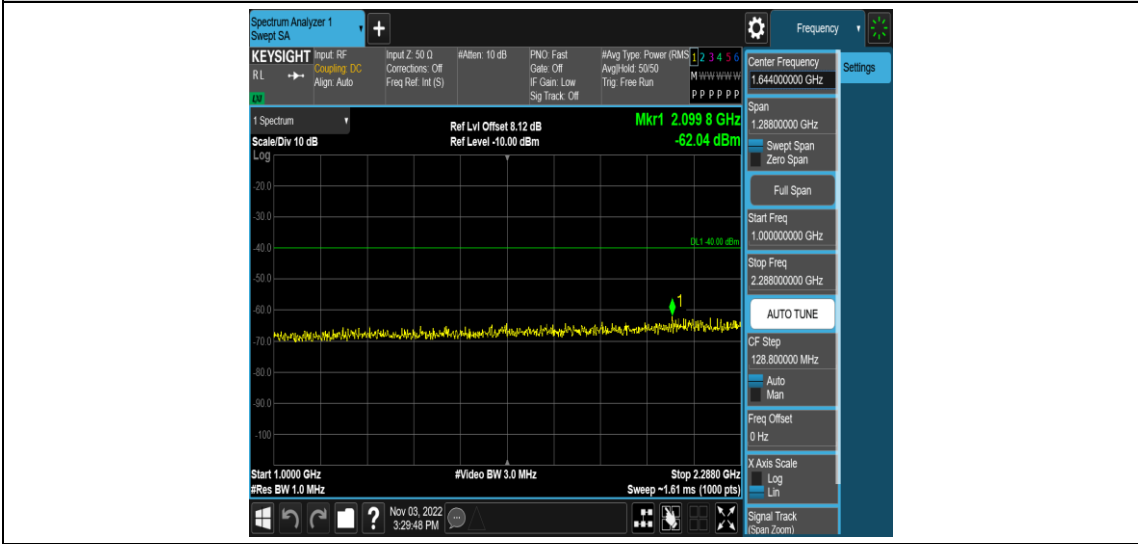 Spectrum Analyzer 1
Swept SA
+
Frequency
KEYSIGHT
RL
LXI
Input: RF
Coupling: DC
Align: Auto
Input Z: 50 Ω
Corrections: Off
Freq Ref: Int (S)
#Atten: 10 dB
PNO: Fast
Gate: Off
IF Gain: Low
Sig Track: Off
#Avg Type: Power (RMS
Avg|Hold: 50/50
Trig: Free Run
1 2 3 4 5 6
M W W W W W
P P P P P P
1 Spectrum
Scale/Div 10 dB
Log
Ref Lvl Offset 8.12 dB
Ref Level -10.00 dBm
Mkr1 2.099 8 GHz
-62.04 dBm
-20.0
-30.0
-40.0
DL1 -40.00 dBm
-50.0
-60.0
1
-70.0
-80.0
-90.0
-100
Start 1.0000 GHz
#Res BW 1.0 MHz
#Video BW 3.0 MHz
Stop 2.2880 GHz
Sweep ~1.61 ms (1000 pts)
?
Nov 03, 2022
3:29:48 PM
Center Frequency
1.644000000 GHz
Settings
Span
1.28800000 GHz
Swept Span
Zero Span
Full Span
Start Freq
1.000000000 GHz
Stop Freq
2.288000000 GHz
AUTO TUNE
CF Step
128.800000 MHz
Auto
Man
Freq Offset
0 Hz
X Axis Scale
Log
Lin
Signal Track
(Span Zoom)